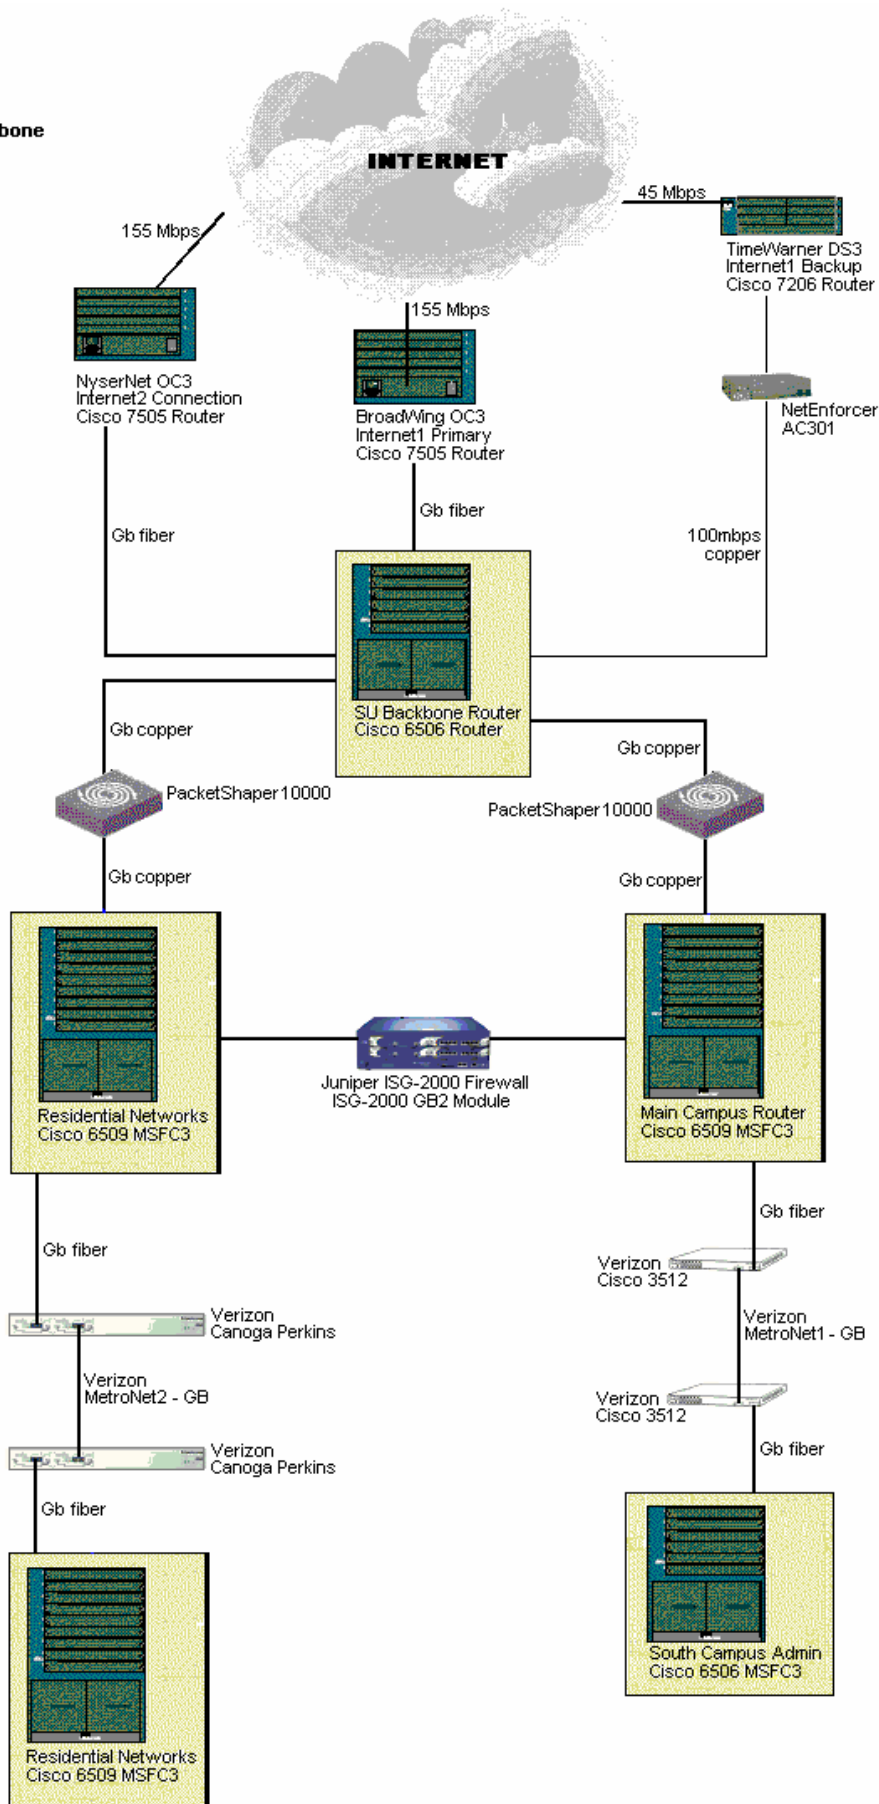 INTERNET
45 Mbps
155 Mbps
TimeWarner DS3
Internet1 Backup
Cisco 7206 Router
155 Mbps
NyserNet OC3
Internet2 Connection
Cisco 7505 Router
BroadWing OC3
Internet1 Primary
Cisco 7505 Router
NetEnforcer
AC301
Gb fiber
Gb fiber
100mbps
copper
SU Backbone Router
Cisco 6506 Router
Gb copper
Gb copper
PacketShaper10000
PacketShaper10000
Gb copper
Gb copper
Juniper ISG-2000 Firewall
ISG-2000 GB2 Module
Residential Networks
Cisco 6509 MSFC3
Main Campus Router
Cisco 6509 MSFC3
Gb fiber
Gb fiber
Verizon
Cisco 3512
Verizon
Canoga Perkins
Verizon
MetroNet1 - GB
Verizon
MetroNet2 - GB
Verizon
Cisco 3512
Verizon
Canoga Perkins
Gb fiber
Gb fiber
South Campus Admin
Cisco 6506 MSFC3
Residential Networks
Cisco 6509 MSFC3